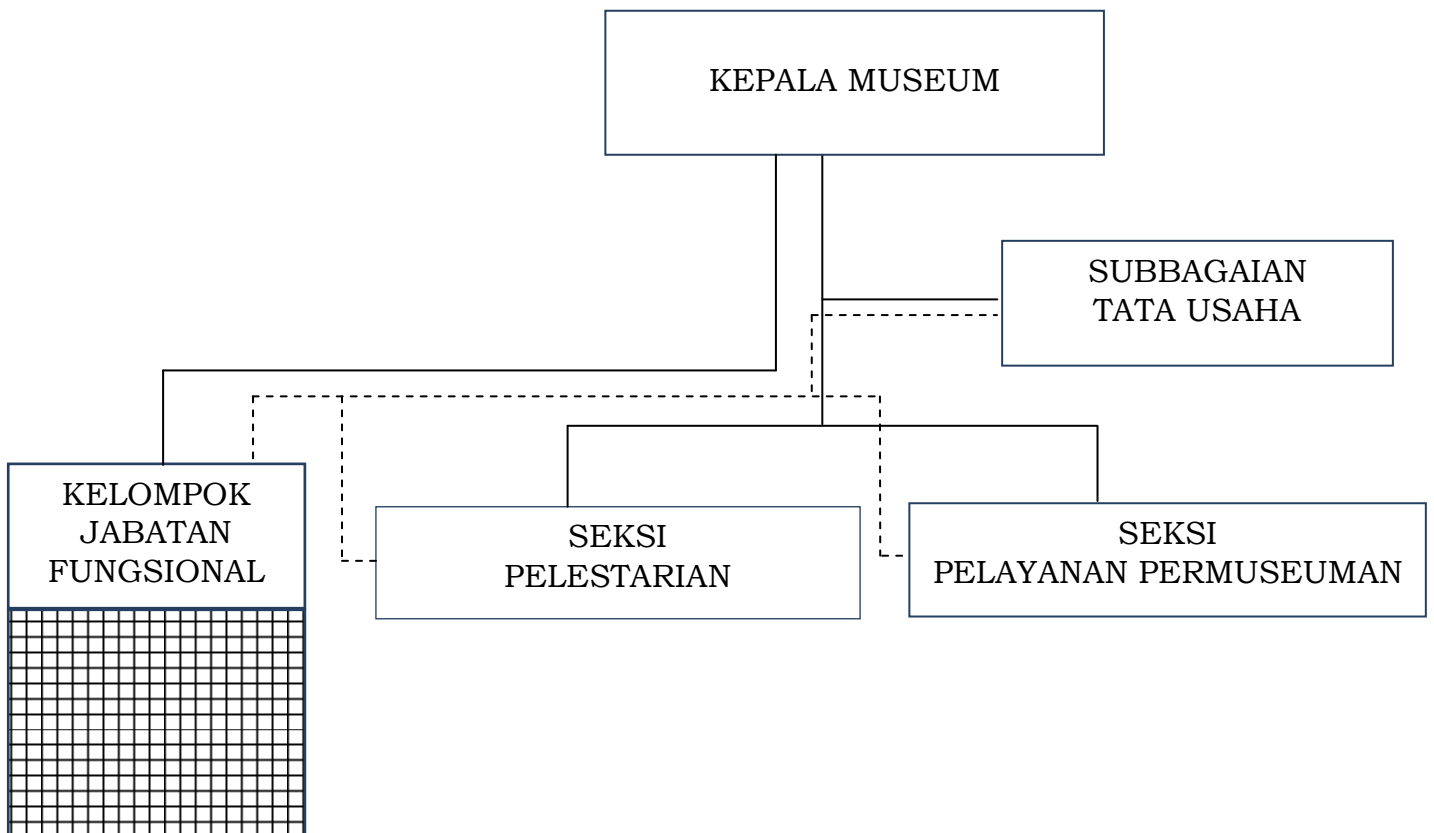 KEPALA MUSEUM
SUBBAGAIAN
TATA USAHA
KELOMPOK
JABATAN
FUNGSIONAL
SEKSI
PELESTARIAN
SEKSI
PELAYANAN PERMUSEUMAN